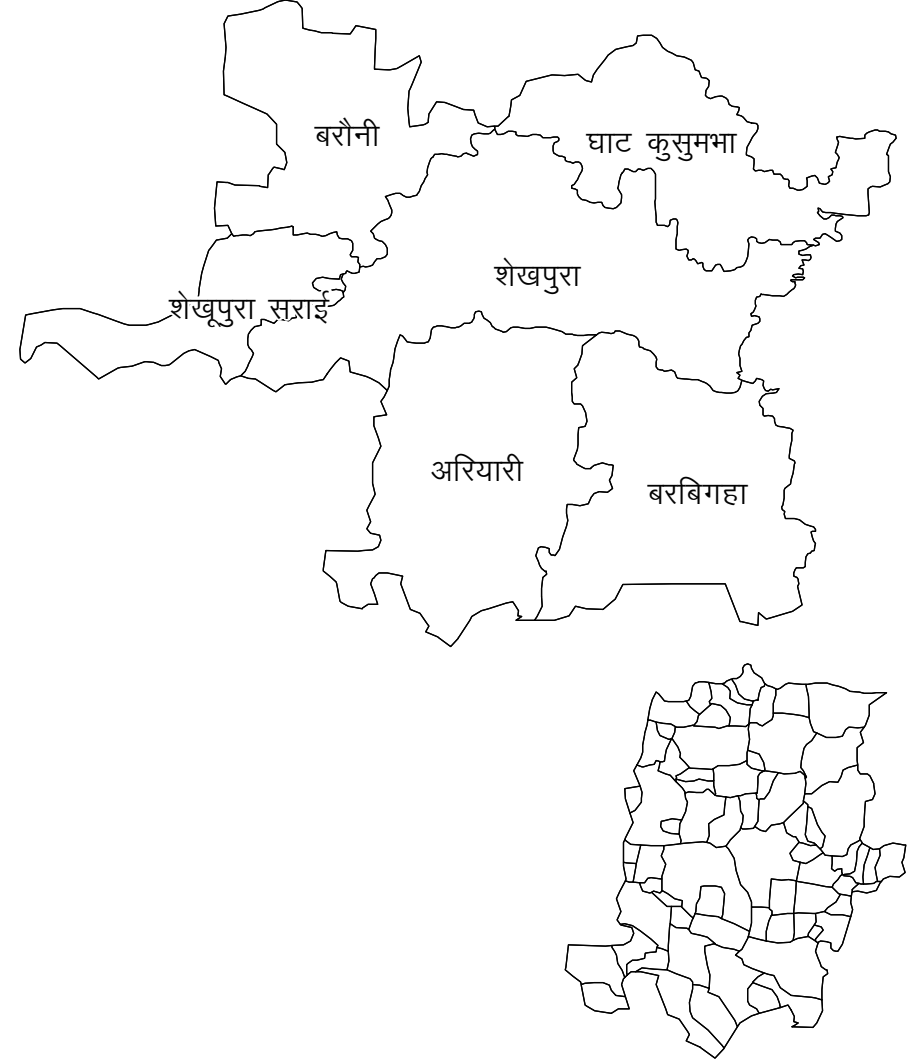 बरौनी
घाट कुसुमभा
शेखपुरा
शेखूपुरा सराई
अरियारी
बरबिगहा